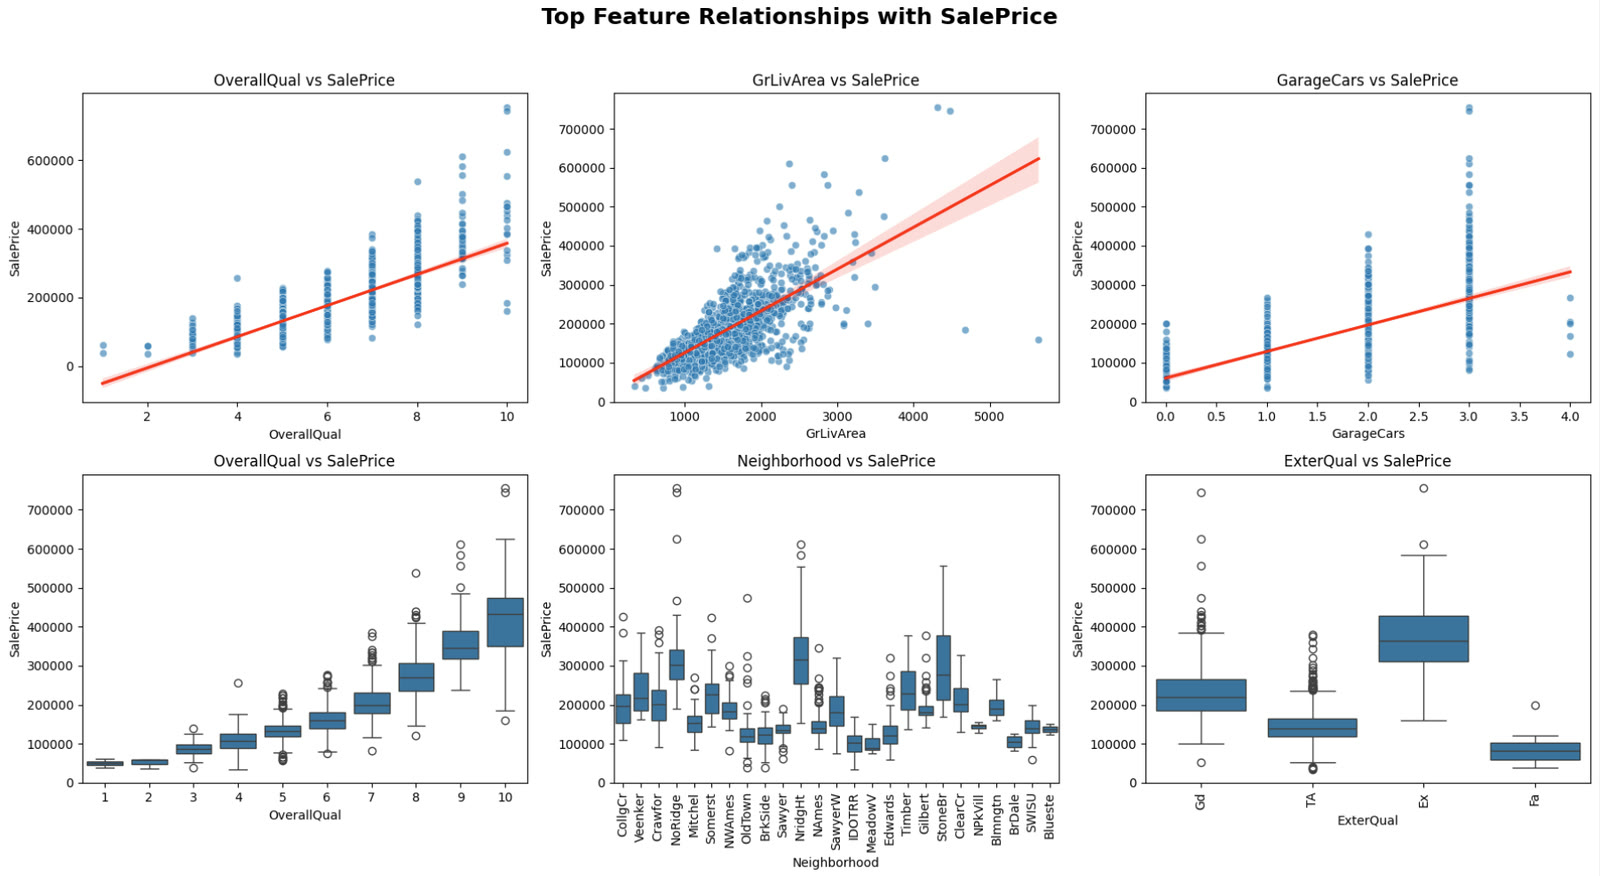 Top Feature Relationships with SalePrice
OverallQual vs SalePrice
SalePrice
600000
400000
200000
0
2
4
6
8
10
OverallQual
GrLivArea vs SalePrice
SalePrice
700000
600000
500000
400000
300000
200000
100000
0
1000
2000
3000
4000
5000
GrLivArea
GarageCars vs SalePrice
SalePrice
700000
600000
500000
400000
300000
200000
100000
0
0.0
0.5
1.0
1.5
2.0
2.5
3.0
3.5
4.0
GarageCars
OverallQual vs SalePrice
SalePrice
700000
600000
500000
400000
300000
200000
100000
0
1
2
3
4
5
6
7
8
9
10
OverallQual
Neighborhood vs SalePrice
SalePrice
700000
600000
500000
400000
300000
200000
100000
0
CollgCr
Veenker
Crawfor
NoRidge
Mitchel
Somerst
NWAmes
OldTown
BrkSide
Sawyer
NridgHt
NAmes
SawyerW
IDOTRR
MeadowV
Edwards
Timber
Gilbert
StoneBr
ClearCr
NPkVill
Blmngtn
BrDale
SWISU
Blueste
Neighborhood
ExterQual vs SalePrice
SalePrice
700000
600000
500000
400000
300000
200000
100000
0
Gd
TA
Ex
Fa
ExterQual